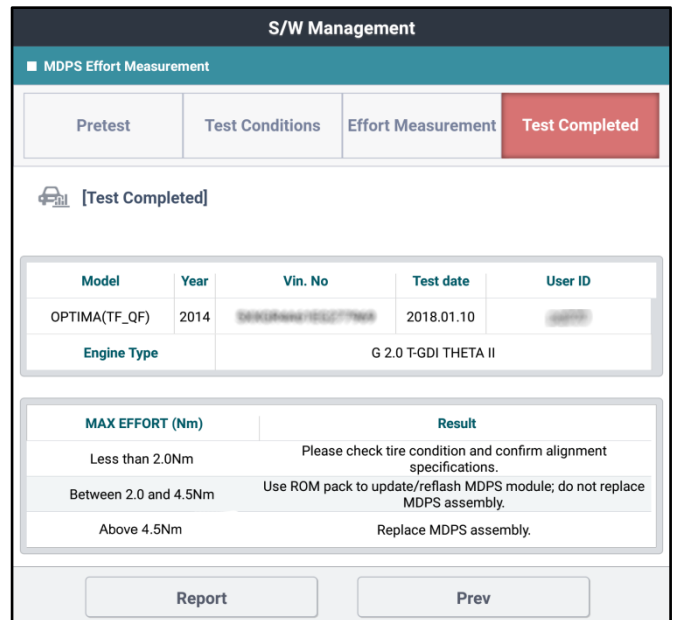 S/W Management
MDPS Effort Measurement
Pretest
Test Conditions
Effort Measurement
Test Completed
[Test Completed]
Model Year Vin. No Test date User ID
OPTIMA(TF_QF) 2014 2018.01.10
Engine Type G 2.0 T-GDI THETA II
MAX EFFORT (Nm) Result
Less than 2.0Nm Please check tire condition and confirm alignment
specifications.
Between 2.0 and 4.5Nm Use ROM pack to update/reflash MDPS module; do not replace
MDPS assembly.
Above 4.5Nm Replace MDPS assembly.
Report Prev